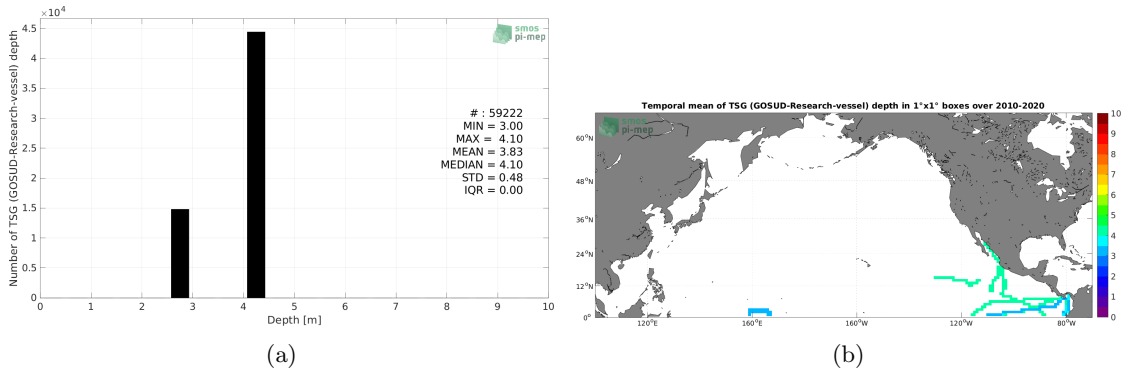 ×10⁴
4.5
4
3.5
3
2.5
2
1.5
1
0.5
0
Number of TSG (GOSUD-Research-vessel) depth
smos
pi-mep
# : 59222
MIN = 3.00
MAX = 4.10
MEAN = 3.83
MEDIAN = 4.10
STD = 0.48
IQR = 0.00
0 1 2 3 4 5 6 7 8 9 10
Depth [m]
(a)
Temporal mean of TSG (GOSUD-Research-vessel) depth in 1°x1° boxes over 2010-2020
smos
pi-mep
60°N
48°N
36°N
24°N
12°N
0°
120°E 160°E 160°W 120°W 80°W
10
9
8
7
6
5
4
3
2
1
0
(b)